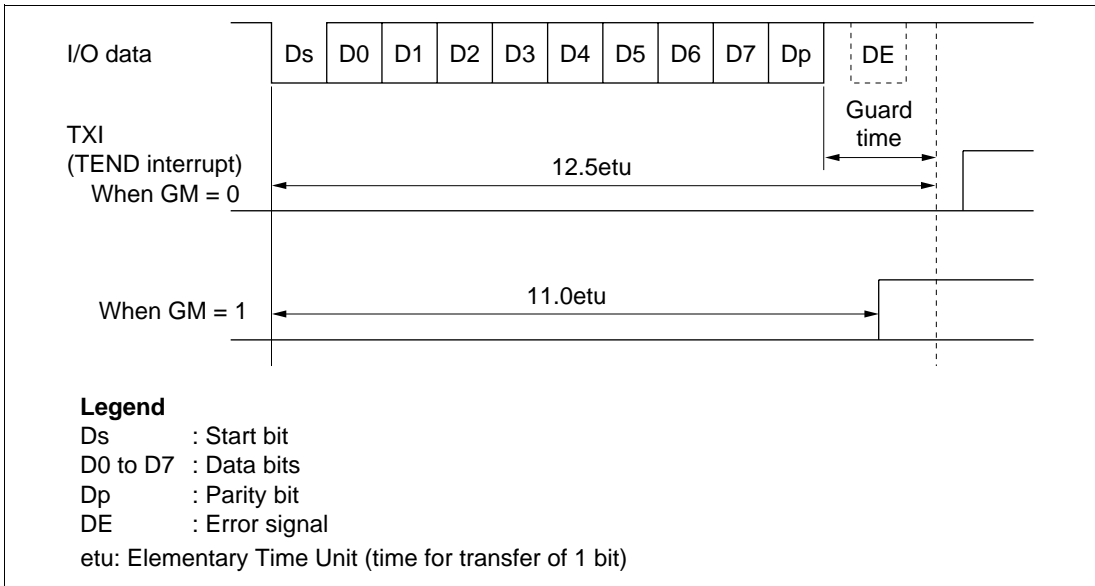 I/O data
Ds D0 D1 D2 D3 D4 D5 D6 D7 Dp DE
Guard
time
TXI
(TEND interrupt)
When GM = 0
12.5etu
When GM = 1
11.0etu
Legend
Ds : Start bit
D0 to D7 : Data bits
Dp : Parity bit
DE : Error signal
etu: Elementary Time Unit (time for transfer of 1 bit)